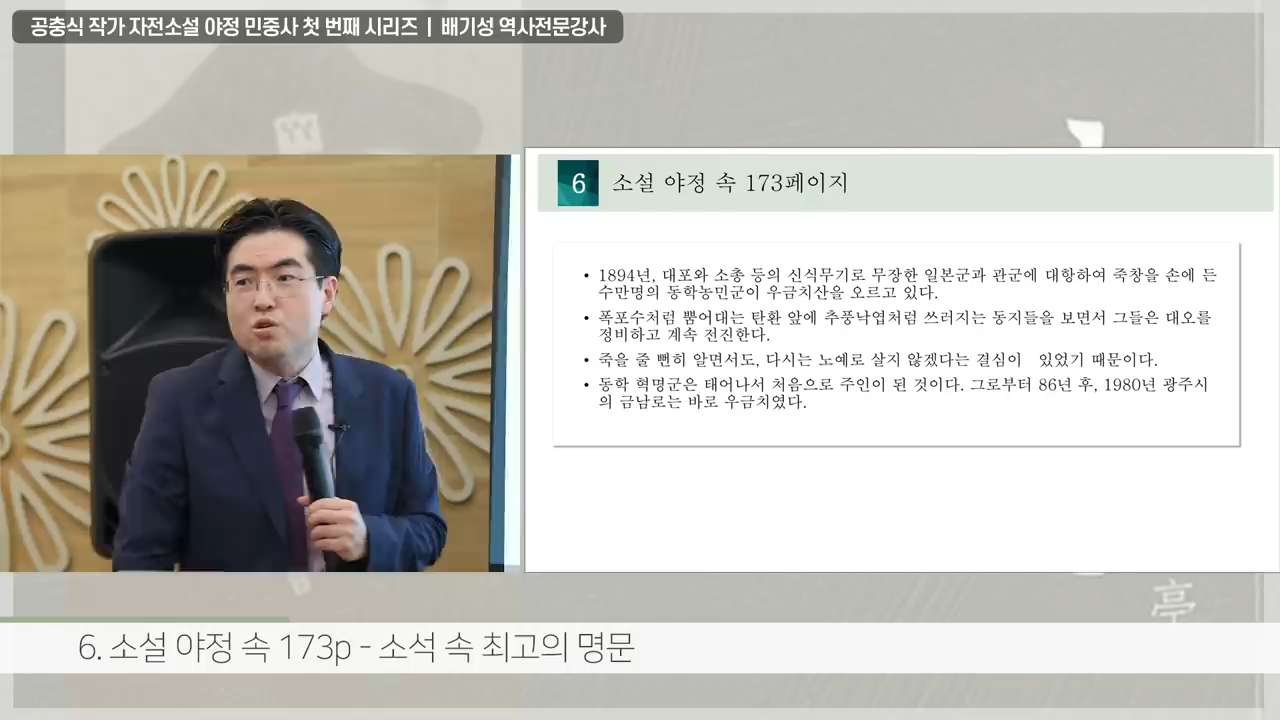 공충식 작가 자전소설 야정 민중사 첫 번째 시리즈 | 배기성 역사전문강사
6 소설 야정 속 173페이지
• 1894년, 대포와 소총 등의 신식무기로 무장한 일본군과 관군에 대항하여 죽창을 손에 든
수만명의 동학농민군이 우금치산을 오르고 있다.
• 폭포수처럼 뿜어대는 탄환 앞에 추풍낙엽처럼 쓰러지는 동지들을 보면서 그들은 대오를
정비하고 계속 전진한다.
• 죽을 줄 뻔히 알면서도, 다시는 노예로 살지 않겠다는 결심이 있었기 때문이다.
• 동학 혁명군은 태어나서 처음으로 주인이 된 것이다. 그로부터 86년 후, 1980년 광주시
의 금남로는 바로 우금치였다.
亭
6. 소설 야정 속 173p - 소석 속 최고의 명문